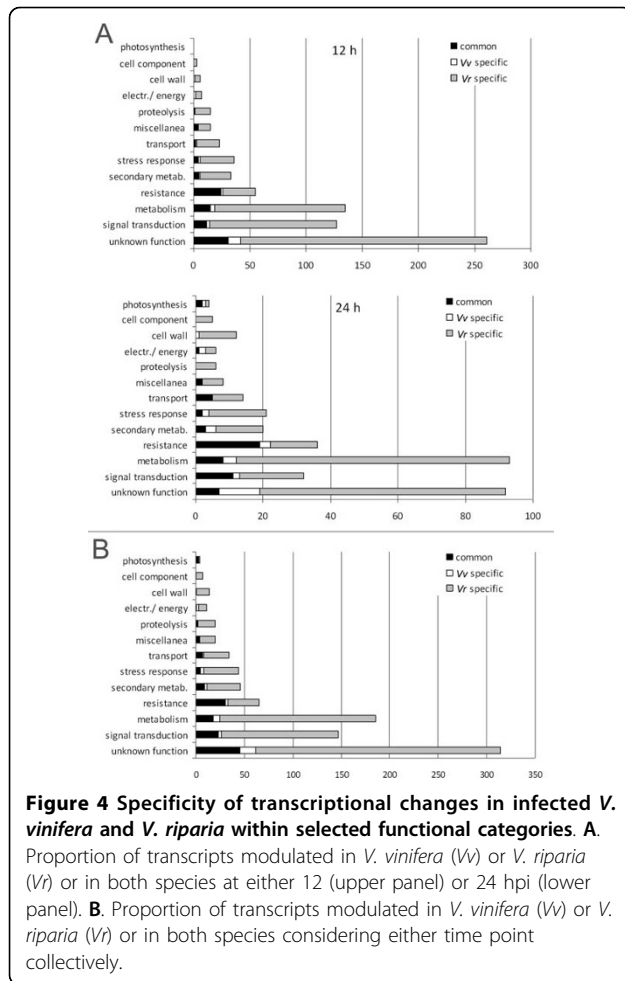 A
12 h
photosynthesis
cell component
cell wall
electr./ energy
proteolysis
miscellanea
transport
stress response
secondary metab.
resistance
metabolism
signal transduction
unknown function
common
Vv specific
Vr specific
0 50 100 150 200 250 300
24 h
photosynthesis
cell component
cell wall
electr./ energy
proteolysis
miscellanea
transport
stress response
secondary metab.
resistance
metabolism
signal transduction
unknown function
common
Vv specific
Vr specific
0 20 40 60 80 100
B
photosynthesis
cell component
cell wall
electr./ energy
proteolysis
miscellanea
transport
stress response
secondary metab.
resistance
metabolism
signal transduction
unknown function
common
Vv specific
Vr specific
0 50 100 150 200 250 300 350
Figure 4 Specificity of transcriptional changes in infected V.
vinifera and V. riparia within selected functional categories. A.
Proportion of transcripts modulated in V. vinifera (Vv) or V. riparia
(Vr) or in both species at either 12 (upper panel) or 24 hpi (lower
panel). B. Proportion of transcripts modulated in V. vinifera (Vv) or V.
riparia (Vr) or in both species considering either time point
collectively.